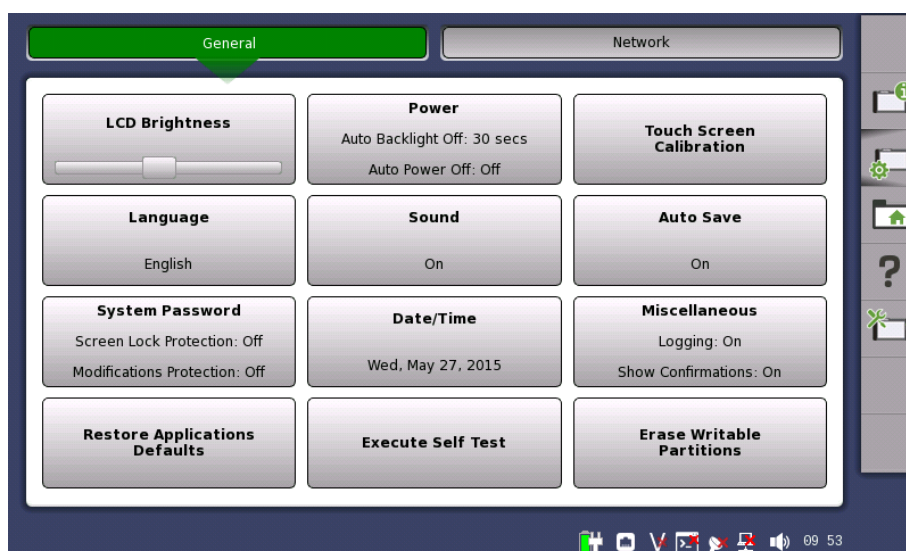 General
Network
LCD Brightness
Power
Auto Backlight Off: 30 secs
Auto Power Off: Off
Touch Screen
Calibration
Language
English
Sound
On
Auto Save
On
System Password
Screen Lock Protection: Off
Modifications Protection: Off
Date/Time
Wed, May 27, 2015
Miscellaneous
Logging: On
Show Confirmations: On
Restore Applications
Defaults
Execute Self Test
Erase Writable
Partitions
09 53